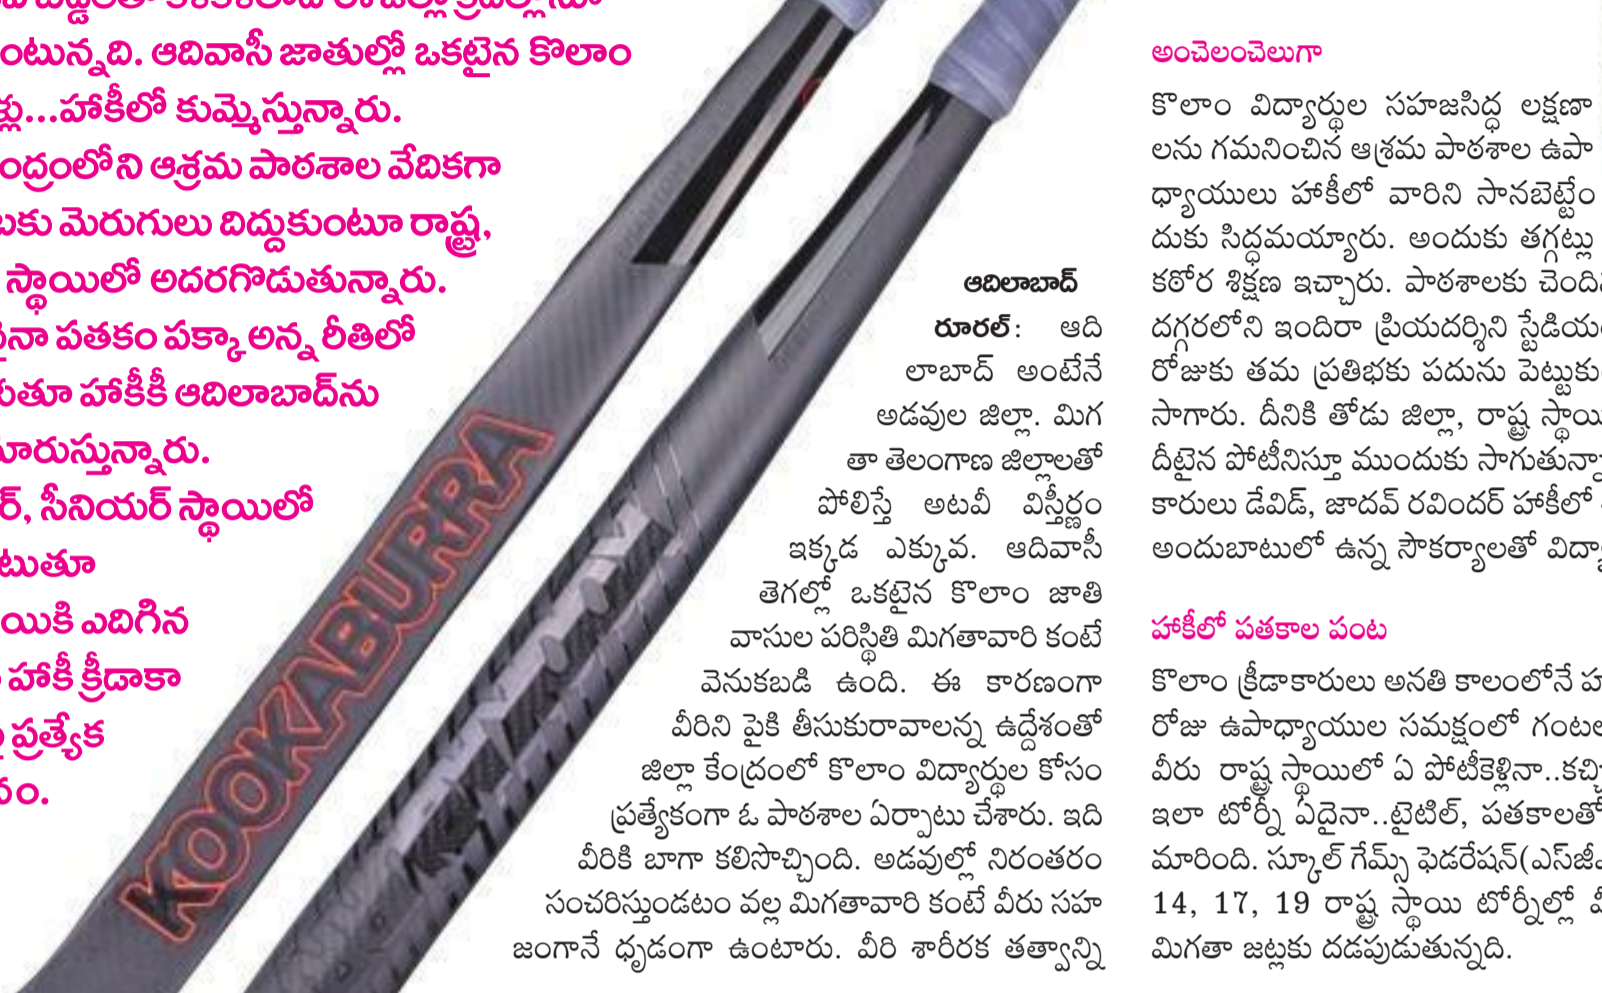 ంటున్నది. ఆదివాసీ జాతుల్లో ఒకటైన కొలాం
...హాకీలో కుమ్మెస్తున్నారు.
ఆశ్రమ పాఠశాల వేదికగా
మెరుగులు దిద్దుకుంటూ రాష్ట్ర,
స్థాయిలో అదరగొడుతున్నారు.
పతకం పక్కా అన్న రీతిలో
హాకీకీ ఆదిలాబాద్‌ను
మారుస్తున్నారు.
సీనియర్ స్థాయిలో
ఎదిగిన
హాకీ క్రీడాకా
ప్రత్యేక
KOOKABURRA
ఆదిలాబాద్
రూరల్: ఆది
లాబాద్ అంటేనే
అడవుల జిల్లా. మిగ
తా తెలంగాణ జిల్లాలతో
పోలిస్తే అటవీ విస్తీర్ణం
ఇక్కడ ఎక్కువ. ఆదివాసీ
తెగల్లో ఒకటైన కొలాం జాతి
వాసుల పరిస్థితి మిగతావారి కంటే
వెనుకబడి ఉంది. ఈ కారణంగా
వీరిని పైకి తీసుకురావాలన్న ఉద్దేశంతో
జిల్లా కేంద్రంలో కొలాం విద్యార్థుల కోసం
ప్రత్యేకంగా ఓ పాఠశాల ఏర్పాటు చేశారు. ఇది
వీరికి బాగా కలిసొచ్చింది. అడవుల్లో నిరంతరం
సంచరిస్తుండటం వల్ల మిగతావారి కంటే వీరు సహ
జంగానే ధృడంగా ఉంటారు. వీరి శారీరక తత్వాన్ని
అంచెలంచెలుగా
కొలాం విద్యార్థుల సహజసిద్ధ లక్షణా
లను గమనించిన ఆశ్రమ పాఠశాల ఉపా
ధ్యాయులు హాకీలో వారిని సానబెట్టేం
దుకు సిద్ధమయ్యారు. అందుకు తగ్గట్లు
కఠోర శిక్షణ ఇచ్చారు. పాఠశాలకు
దగ్గరలోని ఇందిరా ప్రియదర్శిని
రోజుకు తమ ప్రతిభకు పదును
సాగారు. దీనికి తోడు జిల్లా, రాష్ట్ర
దీటైన పోటీనిస్తూ ముందుకు
కారులు డేవిడ్, జాదవ్ రవిందర్ హాకీలో
అందుబాటులో ఉన్న సౌకర్యాలతో
హాకీలో పతకాల పంట
కొలాం క్రీడాకారులు అనతి కాలంలోనే
రోజు ఉపాధ్యాయుల సమక్షంలో
వీరు రాష్ట్ర స్థాయిలో ఏ పోటీకెళ్లినా..
ఇలా టోర్నీ ఏదైనా..టైటిల్, పతకాలతో
మారింది. స్కూల్ గేమ్స్ ఫెడరేషన్
14, 17, 19 రాష్ట్ర స్థాయి టోర్నీల్లో
మిగతా జట్లకు దడపుడుతున్నది.